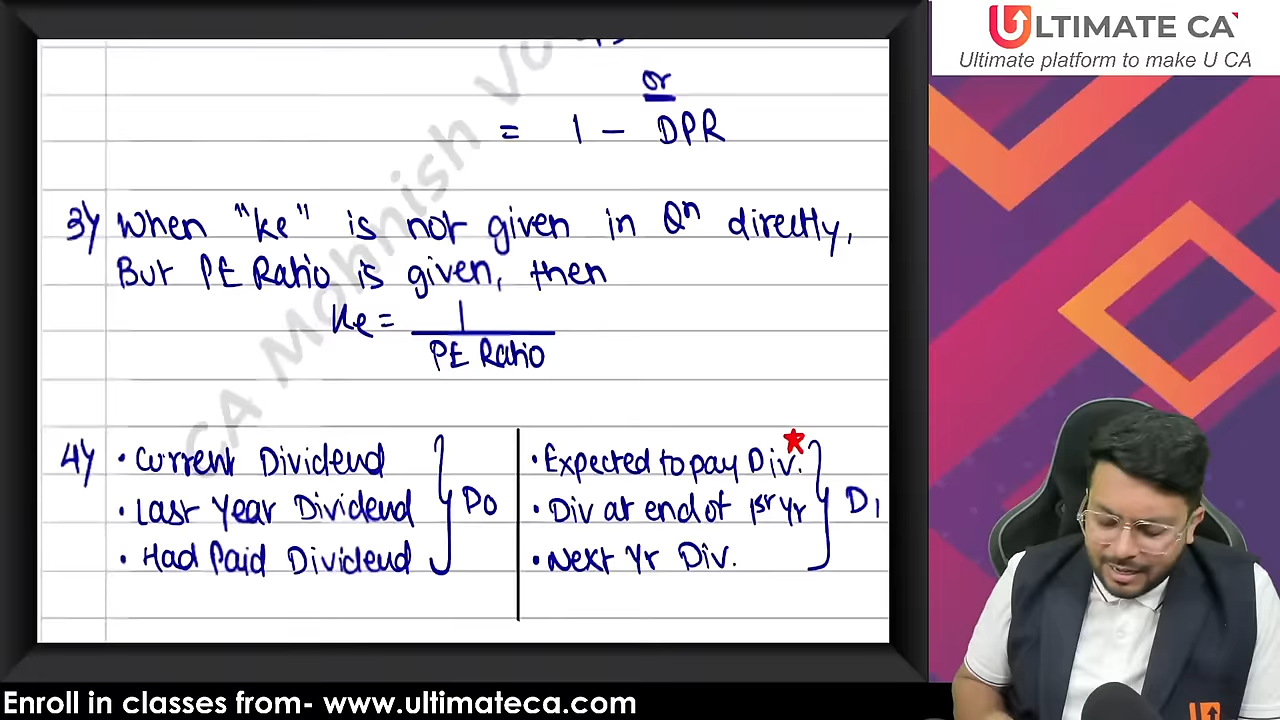 ULTIMATE CA
Ultimate platform to make U CA
or
= 1 - DPR
3) When "ke" is not given in Qn directly,
But PE Ratio is given, then
Ke = 1
PE Ratio
4) • Current Dividend
• Last Year Dividend
• Had Paid Dividend
D0
• Expected to pay Div.
• Div at end of 1st Yr
• Next Yr Div.
D1
CA Mohnish
Enroll in classes from- www.ultimateca.com